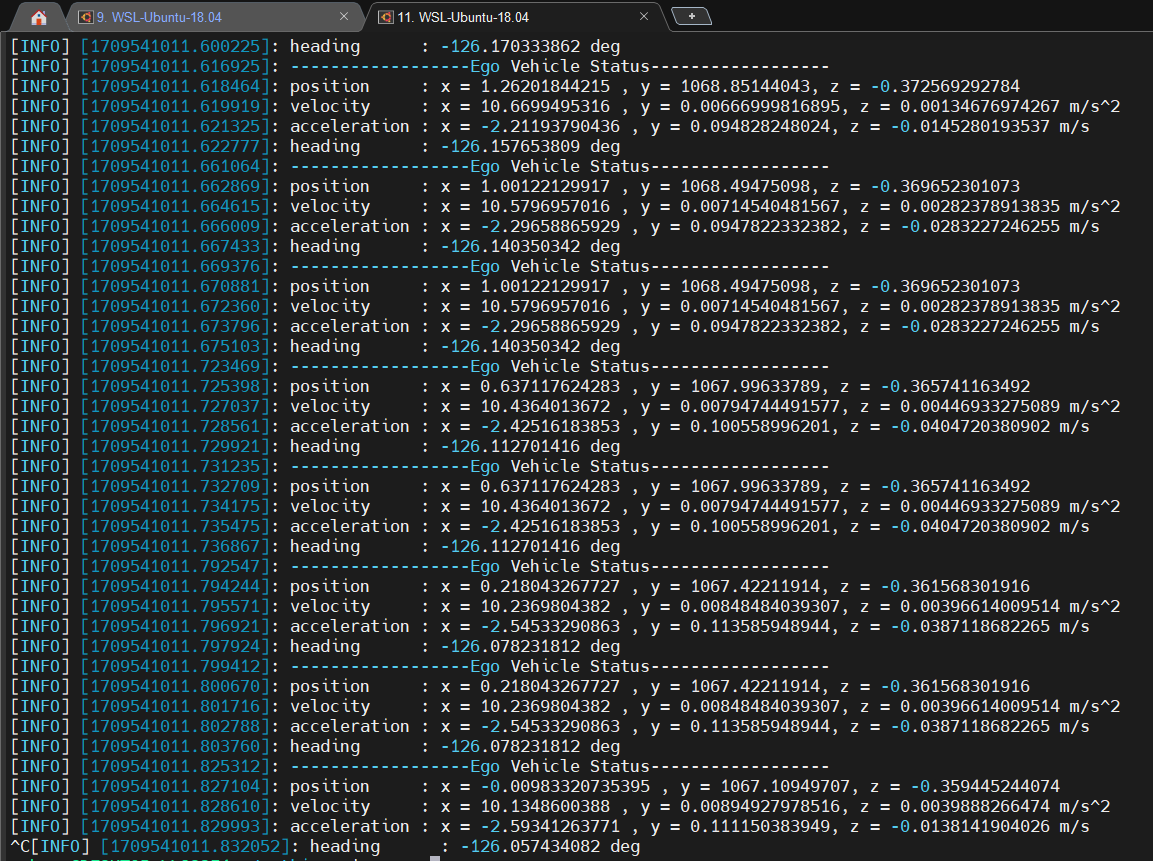 9. WSL-Ubuntu-18.04 × 11. WSL-Ubuntu-18.04 × +
[INFO] [1709541011.600225]: heading      : -126.170333862 deg
[INFO] [1709541011.616925]: ------------------Ego Vehicle Status------------------
[INFO] [1709541011.618464]: position     : x = 1.26201844215 , y = 1068.85144043, z = -0.372569292784
[INFO] [1709541011.619919]: velocity     : x = 10.6699495316 , y = 0.00666999816895, z = 0.00134676974267 m/s^2
[INFO] [1709541011.621325]: acceleration : x = -2.21193790436 , y = 0.094828248024, z = -0.0145280193537 m/s
[INFO] [1709541011.622777]: heading      : -126.157653809 deg
[INFO] [1709541011.661064]: ------------------Ego Vehicle Status------------------
[INFO] [1709541011.662869]: position     : x = 1.00122129917 , y = 1068.49475098, z = -0.369652301073
[INFO] [1709541011.664615]: velocity     : x = 10.5796957016 , y = 0.00714540481567, z = 0.00282378913835 m/s^2
[INFO] [1709541011.666009]: acceleration : x = -2.29658865929 , y = 0.0947822332382, z = -0.0283227246255 m/s
[INFO] [1709541011.667433]: heading      : -126.140350342 deg
[INFO] [1709541011.669376]: ------------------Ego Vehicle Status------------------
[INFO] [1709541011.670881]: position     : x = 1.00122129917 , y = 1068.49475098, z = -0.369652301073
[INFO] [1709541011.672360]: velocity     : x = 10.5796957016 , y = 0.00714540481567, z = 0.00282378913835 m/s^2
[INFO] [1709541011.673796]: acceleration : x = -2.29658865929 , y = 0.0947822332382, z = -0.0283227246255 m/s
[INFO] [1709541011.675103]: heading      : -126.140350342 deg
[INFO] [1709541011.723469]: ------------------Ego Vehicle Status------------------
[INFO] [1709541011.725398]: position     : x = 0.637117624283 , y = 1067.99633789, z = -0.365741163492
[INFO] [1709541011.727037]: velocity     : x = 10.4364013672 , y = 0.00794744491577, z = 0.00446933275089 m/s^2
[INFO] [1709541011.728561]: acceleration : x = -2.42516183853 , y = 0.100558996201, z = -0.0404720380902 m/s
[INFO] [1709541011.729921]: heading      : -126.112701416 deg
[INFO] [1709541011.731235]: ------------------Ego Vehicle Status------------------
[INFO] [1709541011.732709]: position     : x = 0.637117624283 , y = 1067.99633789, z = -0.365741163492
[INFO] [1709541011.734175]: velocity     : x = 10.4364013672 , y = 0.00794744491577, z = 0.00446933275089 m/s^2
[INFO] [1709541011.735475]: acceleration : x = -2.42516183853 , y = 0.100558996201, z = -0.0404720380902 m/s
[INFO] [1709541011.736867]: heading      : -126.112701416 deg
[INFO] [1709541011.792547]: ------------------Ego Vehicle Status------------------
[INFO] [1709541011.794244]: position     : x = 0.218043267727 , y = 1067.42211914, z = -0.361568301916
[INFO] [1709541011.795571]: velocity     : x = 10.2369804382 , y = 0.00848484039307, z = 0.00396614009514 m/s^2
[INFO] [1709541011.796921]: acceleration : x = -2.54533290863 , y = 0.113585948944, z = -0.0387118682265 m/s
[INFO] [1709541011.797924]: heading      : -126.078231812 deg
[INFO] [1709541011.799412]: ------------------Ego Vehicle Status------------------
[INFO] [1709541011.800670]: position     : x = 0.218043267727 , y = 1067.42211914, z = -0.361568301916
[INFO] [1709541011.801716]: velocity     : x = 10.2369804382 , y = 0.00848484039307, z = 0.00396614009514 m/s^2
[INFO] [1709541011.802788]: acceleration : x = -2.54533290863 , y = 0.113585948944, z = -0.0387118682265 m/s
[INFO] [1709541011.803760]: heading      : -126.078231812 deg
[INFO] [1709541011.825312]: ------------------Ego Vehicle Status------------------
[INFO] [1709541011.827104]: position     : x = -0.00983320735395 , y = 1067.10949707, z = -0.359445244074
[INFO] [1709541011.828610]: velocity     : x = 10.1348600388 , y = 0.00894927978516, z = 0.0039888266474 m/s^2
[INFO] [1709541011.829993]: acceleration : x = -2.59341263771 , y = 0.111150383949, z = -0.0138141904026 m/s
^C[INFO] [1709541011.832052]: heading      : -126.057434082 deg